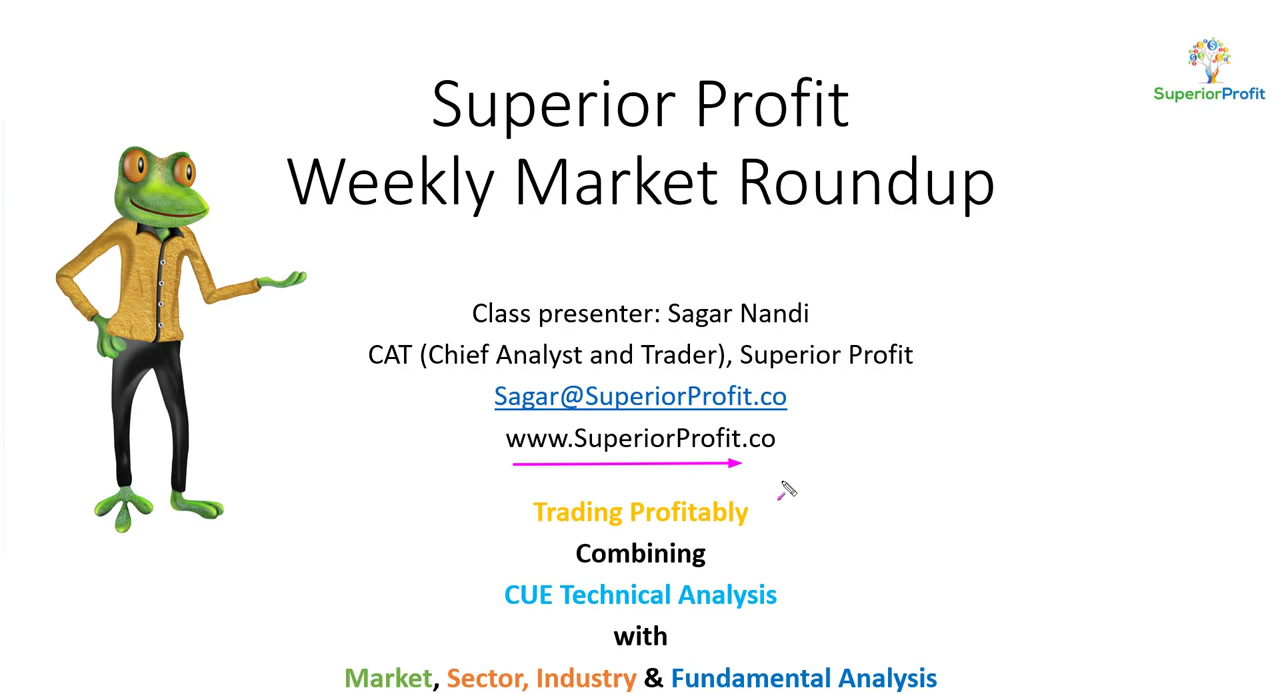 SuperiorProfit
Superior Profit
Weekly Market Roundup
Class presenter: Sagar Nandi
CAT (Chief Analyst and Trader), Superior Profit
Sagar@SuperiorProfit.co
www.SuperiorProfit.co
Trading Profitably
Combining
CUE Technical Analysis
with
Market, Sector, Industry & Fundamental Analysis